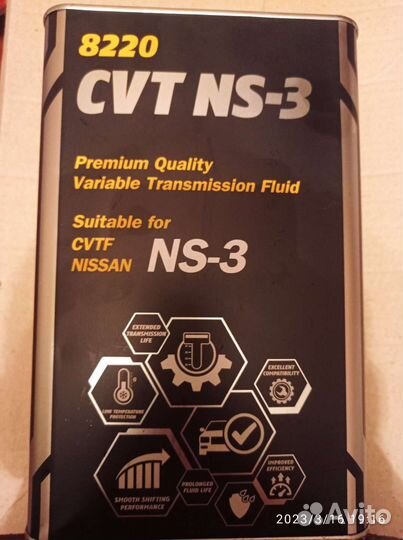 8220
CVT NS-3
Premium Quality
Variable Transmission Fluid
Suitable for
CVTF
NISSAN
NS-3
EXTENDED
TRANSMISSION
LIFE
EXCELLENT
COMPATIBILITY
LOW TEMPERATURE
PROTECTION
SMOOTH SHIFTING
PERFORMANCE
PROLONGED
FLUID LIFE
IMPROVED
EFFICIENCY
2023/3/16 19:16
Avito